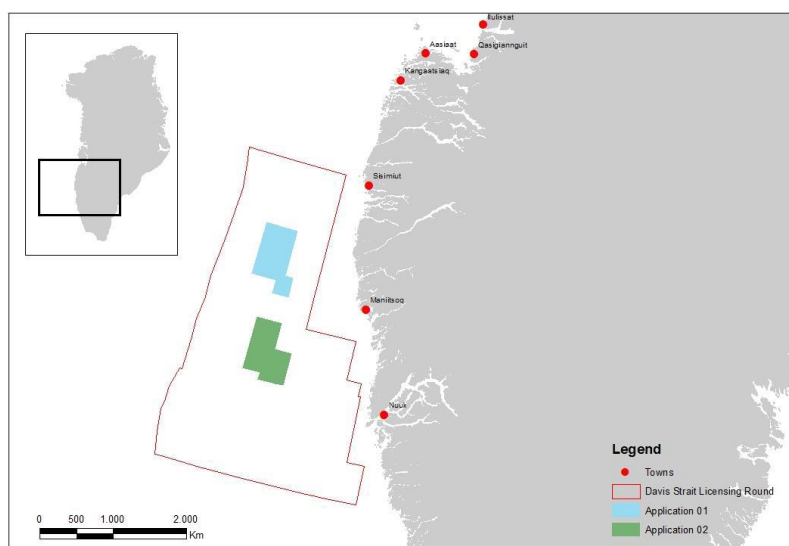 Ilulissat
Aasiaat
Qasigiannguit
Kangaatsiaq
Sisimiut
Maniitsoq
Nuuk
Legend
Towns
Davis Strait Licensing Round
Application 01
Application 02
0 500 1.000 2.000
Km